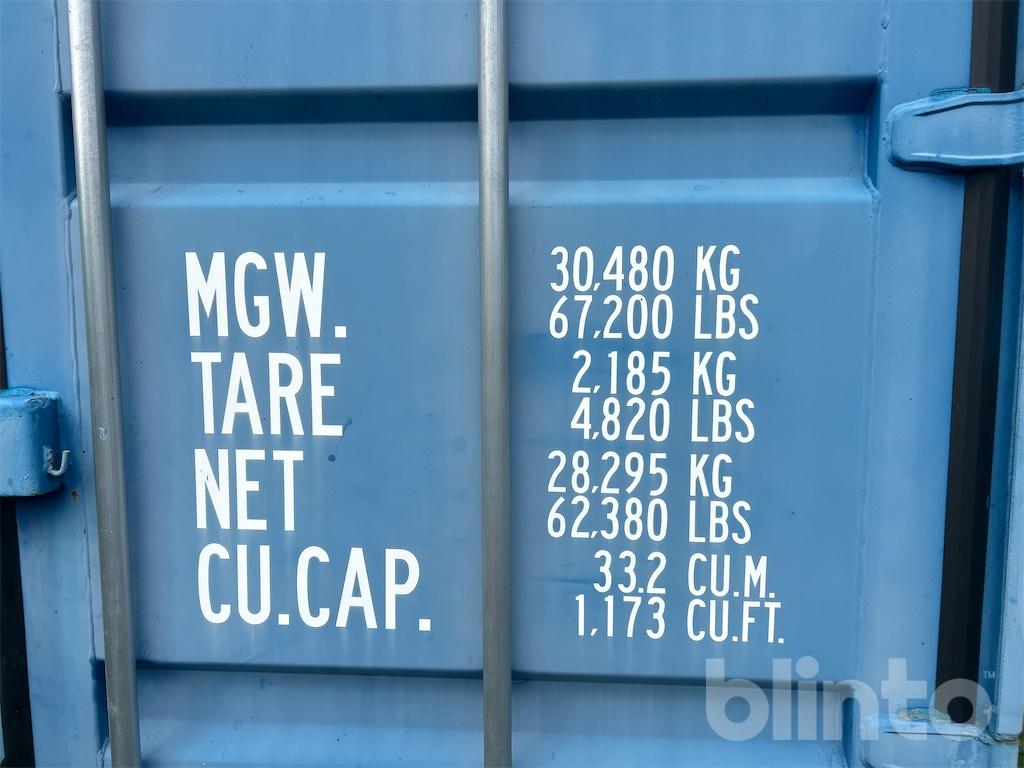 MGW. 30,480 KG
67,200 LBS
TARE 2,185 KG
4,820 LBS
NET 28,295 KG
62,380 LBS
CU.CAP. 33.2 CU.M.
1,173 CU.FT.
blinto™